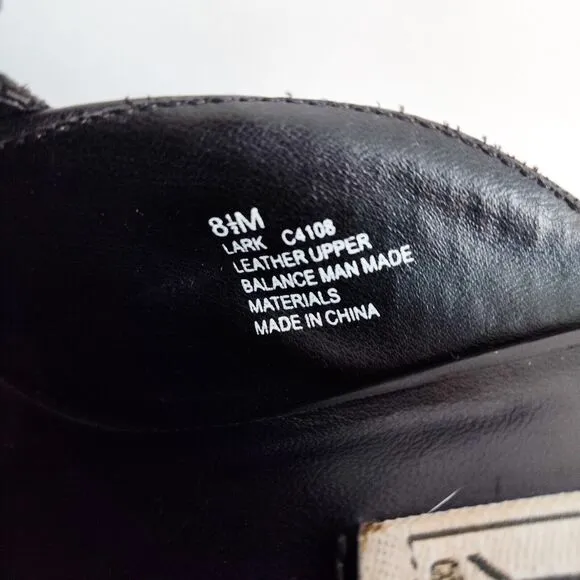 8½M
LARK C4108
LEATHER UPPER
BALANCE MAN MADE
MATERIALS
MADE IN CHINA